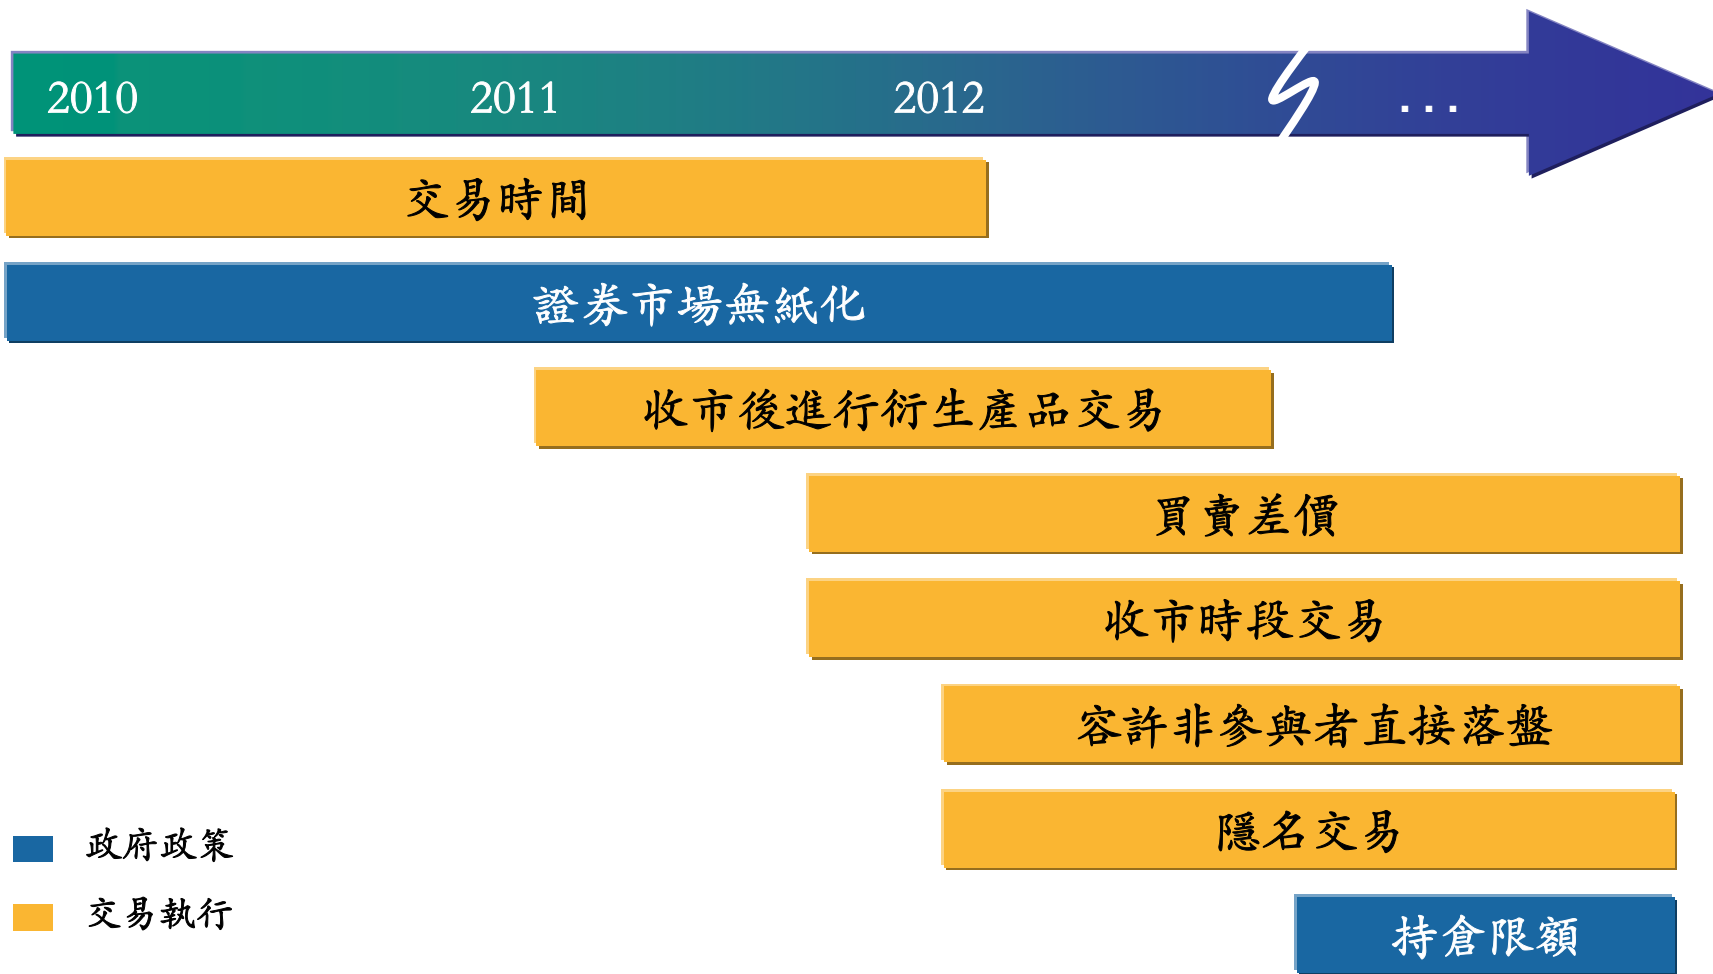 2010 2011 2012 ...
交易時間
證券市場無紙化
收市後進行衍生產品交易
買賣差價
收市時段交易
容許非參與者直接落盤
隱名交易
持倉限額
政府政策
交易執行